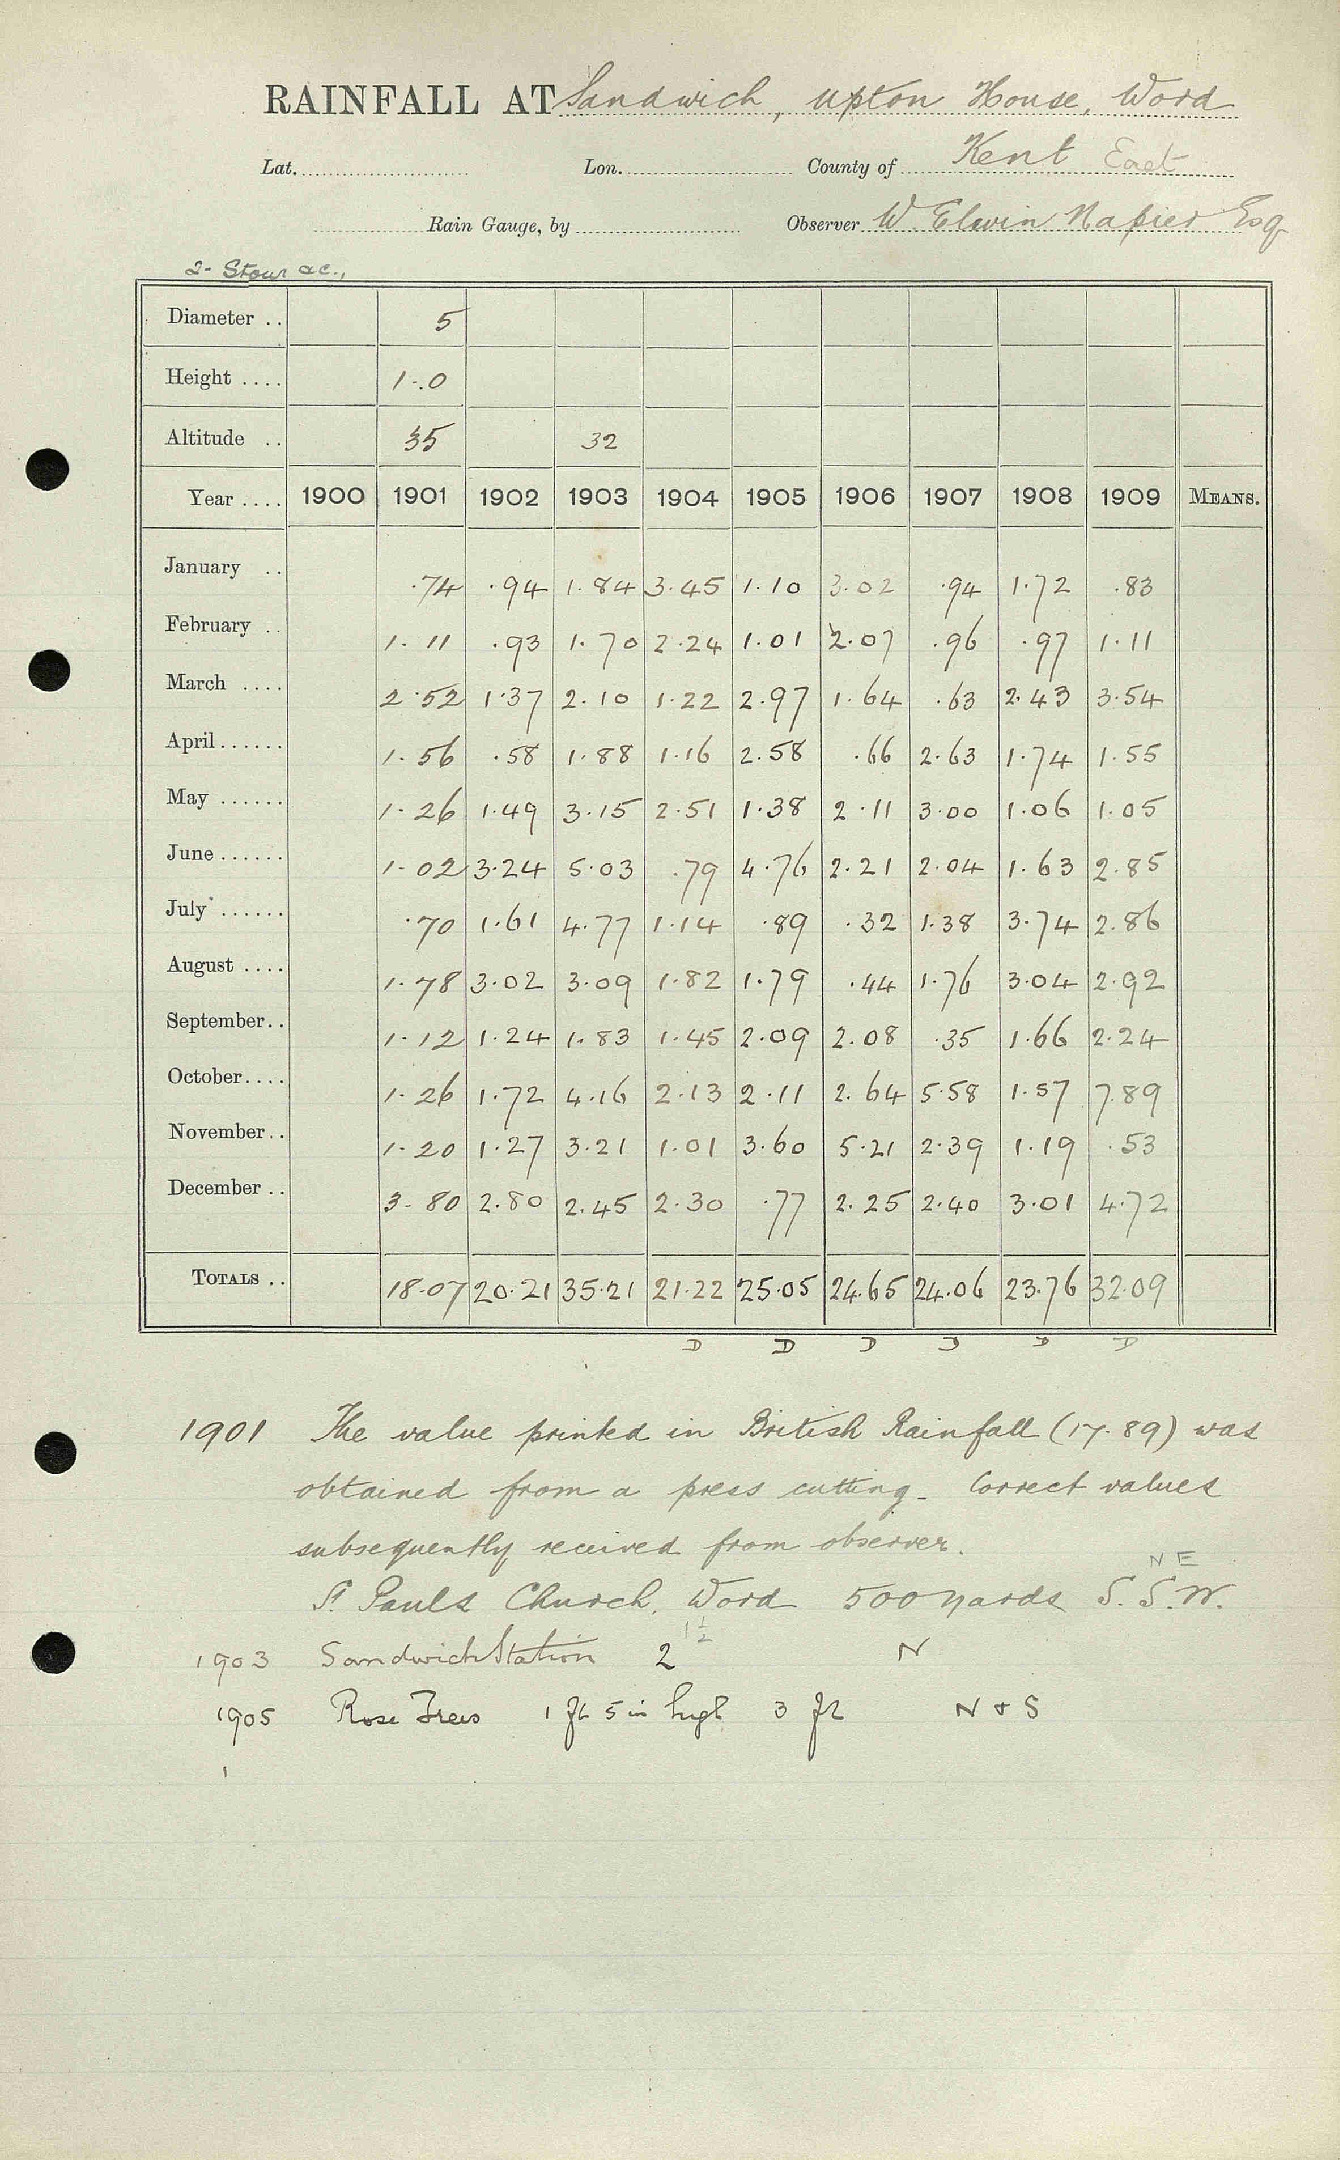 RAINFALL AT Sandwich, Upton House, Word
Lat. Lon. County of Kent East
Rain Gauge, by Observer W Elwin Napier Esq
2- Stour &c.,
Diameter .. 5
Height .... 1-.0
Altitude .. 35 32
Year .... 1900 1901 1902 1903 1904 1905 1906 1907 1908 1909 MEANS.
January .. .74 .94 1.84 3.45 1.10 3.02 .94 1.72 .83
February .. 1.11 .93 1.70 2.24 1.01 2.07 .96 .97 1.11
March .... 2.52 1.37 2.10 1.22 2.97 1.64 .63 2.43 3.54
April...... 1.56 .58 1.88 1.16 2.58 .66 2.63 1.74 1.55
May ...... 1.26 1.49 3.15 2.51 1.38 2.11 3.00 1.06 1.05
June...... 1.02 3.24 5.03 .79 4.76 2.21 2.04 1.63 2.85
July ...... .70 1.61 4.77 1.14 .89 .32 1.38 3.74 2.86
August .... 1.78 3.02 3.09 1.82 1.79 .44 1.76 3.04 2.92
September.. 1.12 1.24 1.83 1.45 2.09 2.08 .35 1.66 2.24
October.... 1.26 1.72 4.16 2.13 2.11 2.64 5.58 1.57 7.89
November.. 1.20 1.27 3.21 1.01 3.60 5.21 2.39 1.19 .53
December .. 3.80 2.80 2.45 2.30 .77 2.25 2.40 3.01 4.72
TOTALS .. 18.07 20.21 35.21 21.22 25.05 24.65 24.06 23.76 32.09
D D D D D D
1901 The value printed in British Rainfall (17.89) was
obtained from a press cutting. Correct values
subsequently received from observer.
N E
St. Pauls Church, Word 500 yards S. S. W.
1½
1903 Sandwich Station 2 N
1905 Rose Trees 1 ft 5 in high 3 ft N & S